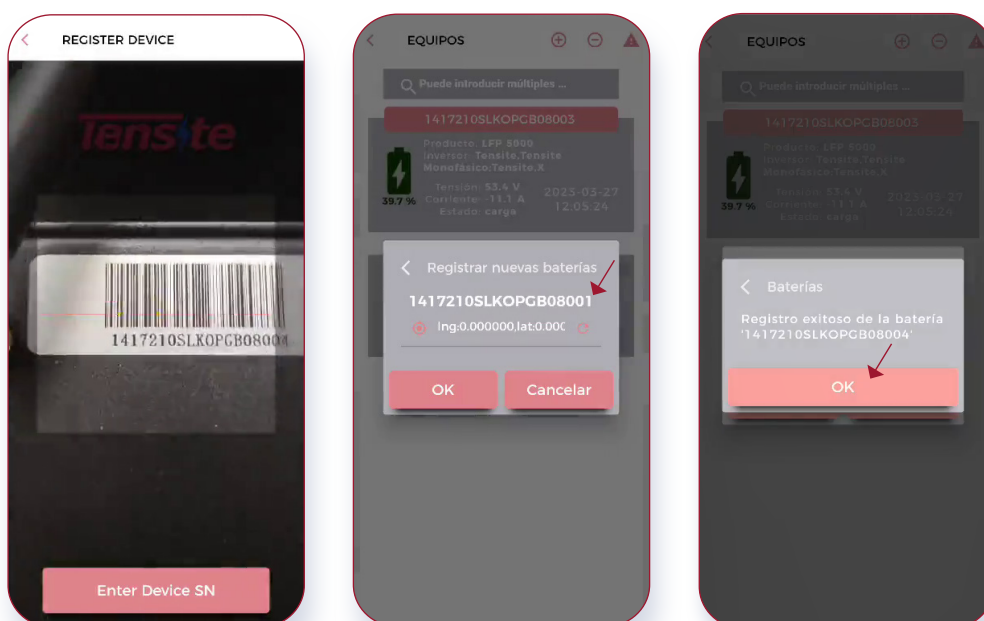 REGISTER DEVICE
Tensite
1417210SLKOPGB08004
Enter Device SN
EQUIPOS
Puede introducir múltiples ...
1417210SLKOPGB08003
Producto: LFP 5000
Inversor: Tensite,Tensite
Monofásico;Tensite,X
Tensión: 53.4 V
Corriente: -11.1 A
Estado: carga
39.7 %
2023-03-27
12:05:24
Registrar nuevas baterías
1417210SLKOPGB08001
lng:0.000000,lat:0.000
OK
Cancelar
EQUIPOS
Puede introducir múltiples ...
1417210SLKOPGB08003
Producto: LFP 5000
Inversor: Tensite,Tensite
Monofásico;Tensite,X
Tensión: 53.4 V
Corriente: -11.1 A
Estado: carga
39.7 %
2023-03-27
12:05:24
Baterías
Registro exitoso de la batería
'1417210SLKOPGB08004'
OK